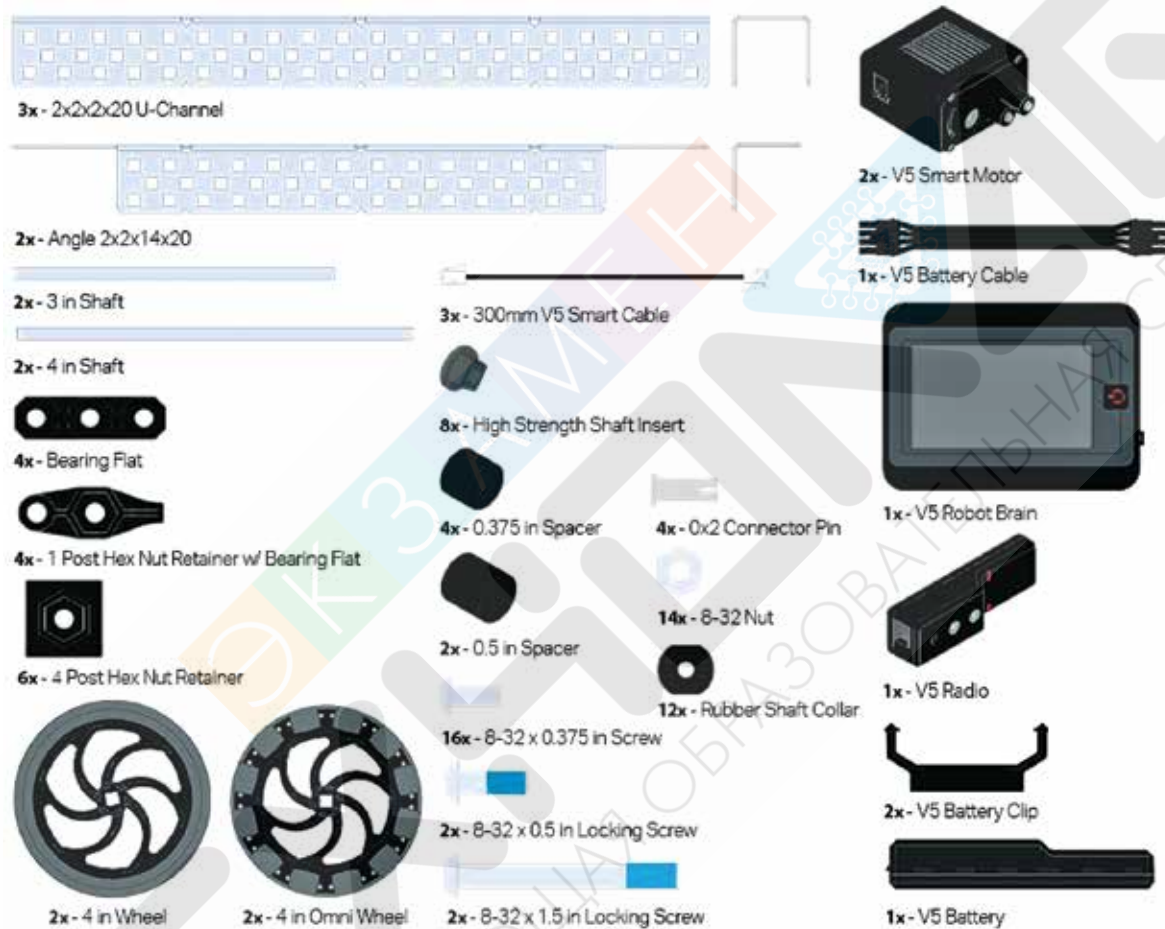 3x - 2x2x2x20 U-Channel
2x - Angle 2x2x14x20
2x - 3 in Shaft
2x - 4 in Shaft
4x - Bearing Flat
4x - 1 Post Hex Nut Retainer w/ Bearing Flat
6x - 4 Post Hex Nut Retainer
2x - 4 in Wheel
2x - 4 in Omni Wheel
3x - 300mm V5 Smart Cable
8x - High Strength Shaft Insert
4x - 0.375 in Spacer
2x - 0.5 in Spacer
16x - 8-32 x 0.375 in Screw
2x - 8-32 x 0.5 in Locking Screw
2x - 8-32 x 1.5 in Locking Screw
4x - 0x2 Connector Pin
14x - 8-32 Nut
12x - Rubber Shaft Collar
2x - V5 Smart Motor
1x - V5 Battery Cable
1x - V5 Robot Brain
1x - V5 Radio
2x - V5 Battery Clip
1x - V5 Battery
ЭКЗАМЕН